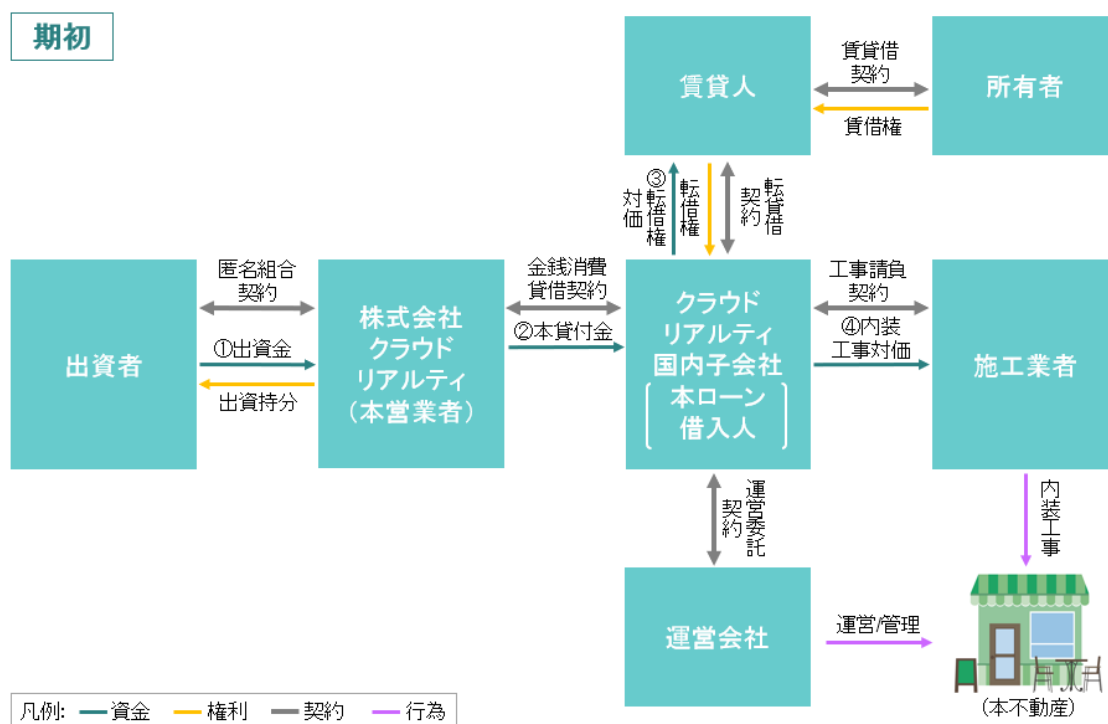 期初
賃貸人
賃貸借
契約
賃借権
所有者
③転借権
対価
転借権
転貸借
契約
出資者
匿名組合
契約
①出資金
出資持分
株式会社
クラウド
リアルティ
(本営業者)
金銭消費
貸借契約
②本貸付金
クラウド
リアルティ
国内子会社
本ローン
借入人
工事請負
契約
④内装
工事対価
施工業者
運営委託
契約
内装工事
運営会社
運営/管理
(本不動産)
凡例: 資金 権利 契約 行為